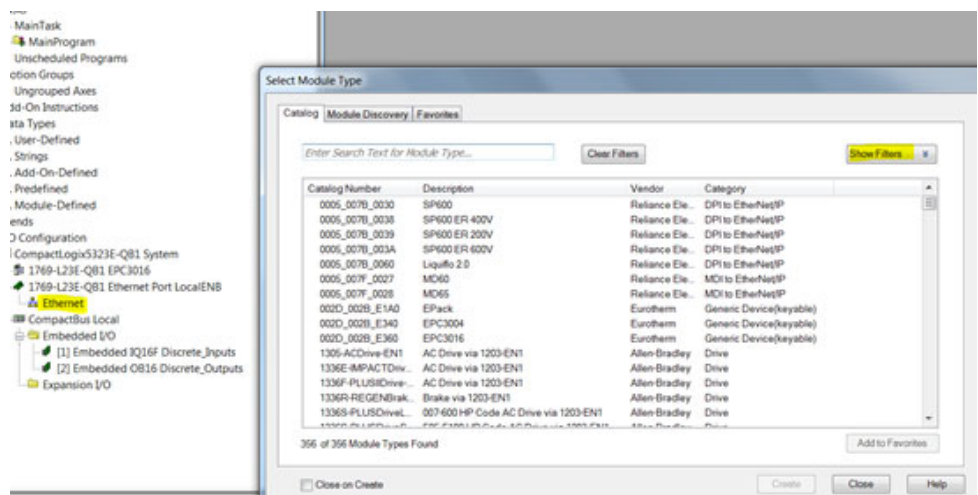 MainTask
MainProgram
Unscheduled Programs
otion Groups
Ungrouped Axes
dd-On Instructions
ata Types
User-Defined
Strings
Add-On-Defined
Predefined
Module-Defined
ends
O Configuration
CompactLogix5323E-QB1 System
1769-L23E-QB1 EPC3016
1769-L23E-QB1 Ethernet Port LocalENB
Ethernet
CompactBus Local
Embedded I/O
[1] Embedded IQ16F Discrete_Inputs
[2] Embedded OB16 Discrete_Outputs
Expansion I/O
Select Module Type
Catalog Module Discovery Favorites
Enter Search Text for Module Type... Clear Filters Show Filters
Catalog Number Description Vendor Category
0005_007B_0030 SP600 Reliance Ele... DPI to EtherNet/IP
0005_007B_0038 SP600 ER 400V Reliance Ele... DPI to EtherNet/IP
0005_007B_0039 SP600 ER 200V Reliance Ele... DPI to EtherNet/IP
0005_007B_003A SP600 ER 600V Reliance Ele... DPI to EtherNet/IP
0005_007B_0060 Liquiflo 2.0 Reliance Ele... DPI to EtherNet/IP
0005_007F_0027 MD60 Reliance Ele... MDI to EtherNet/IP
0005_007F_0028 MD65 Reliance Ele... MDI to EtherNet/IP
002D_002B_E1A0 EPack Eurotherm Generic Device(keyable)
002D_002B_E340 EPC3004 Eurotherm Generic Device(keyable)
002D_002B_E360 EPC3016 Eurotherm Generic Device(keyable)
1305-ACDrive-EN1 AC Drive via 1203-EN1 Allen-Bradley Drive
1336E-IMPACTDriv... AC Drive via 1203-EN1 Allen-Bradley Drive
1336F-PLUSIIDrive-... AC Drive via 1203-EN1 Allen-Bradley Drive
1336R-REGENBrak... Brake via 1203-EN1 Allen-Bradley Drive
1336S-PLUSDriveL... 007-600 HP Code AC Drive via 1203-EN1 Allen-Bradley Drive
356 of 356 Module Types Found Add to Favorites
Close on Create Create Close Help